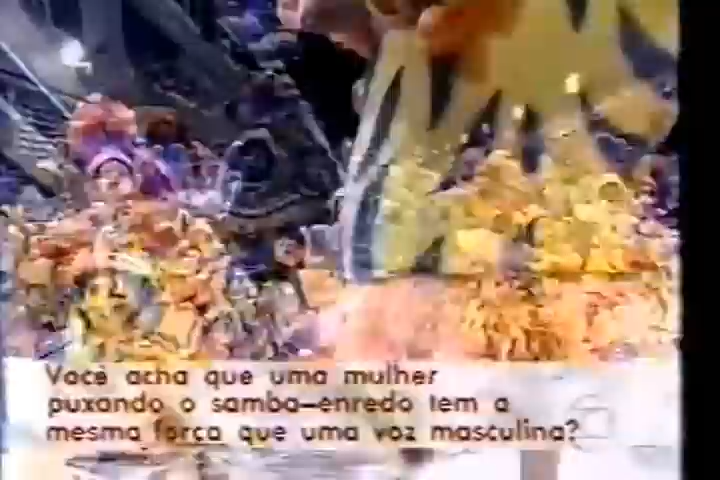 Você acha que uma mulher
puxando o samba-enredo tem a
mesma força que uma voz masculina?